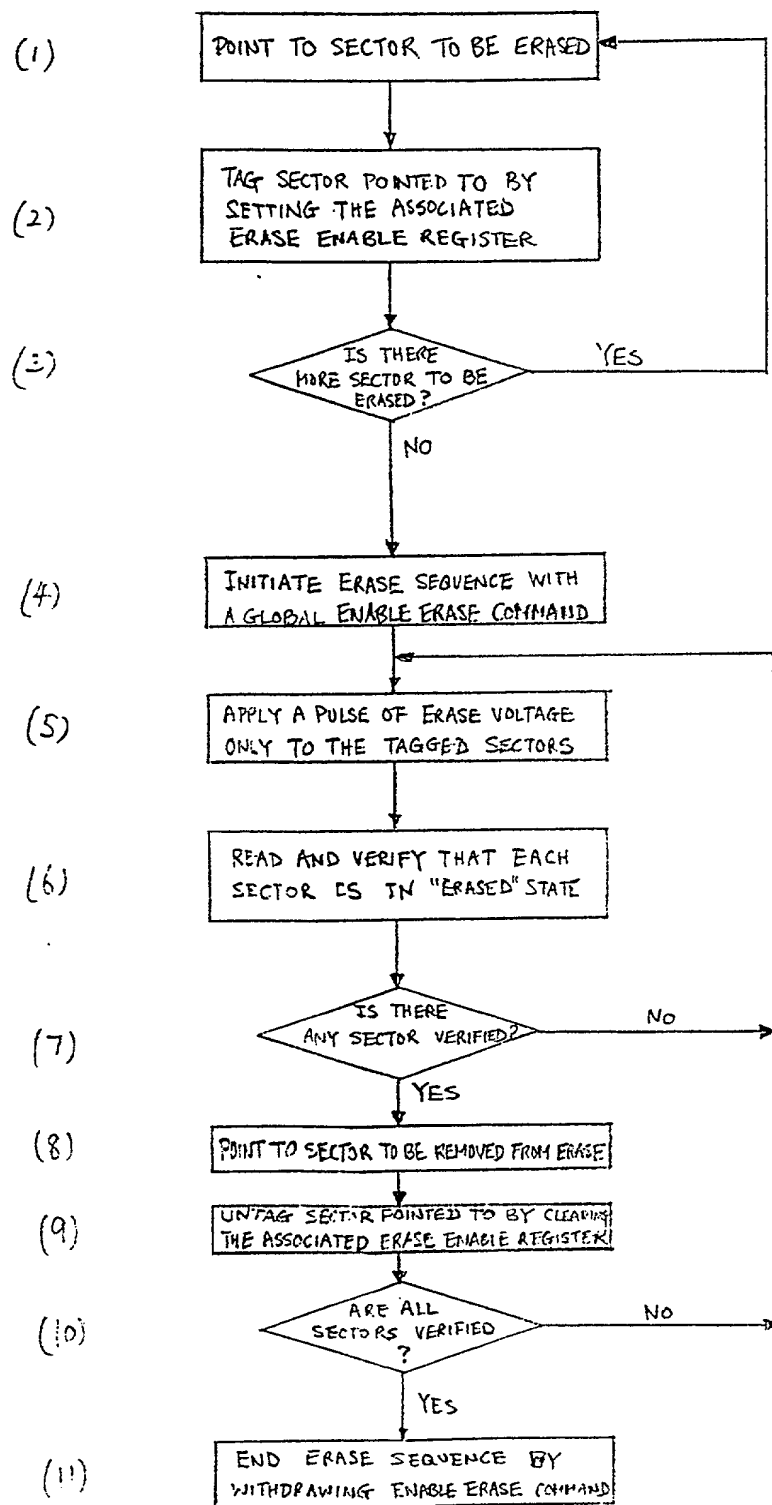 (1)
POINT TO SECTOR TO BE ERASED
(2)
TAG SECTOR POINTED TO BY
SETTING THE ASSOCIATED
ERASE ENABLE REGISTER
(3)
IS THERE
MORE SECTOR TO BE
ERASED?
YES
NO
(4)
INITIATE ERASE SEQUENCE WITH
A GLOBAL ENABLE ERASE COMMAND
(5)
APPLY A PULSE OF ERASE VOLTAGE
ONLY TO THE TAGGED SECTORS
(6)
READ AND VERIFY THAT EACH
SECTOR IS IN "ERASED" STATE
(7)
IS THERE
ANY SECTOR VERIFIED?
NO
YES
(8)
POINT TO SECTOR TO BE REMOVED FROM ERASE
(9)
UNTAG SECTOR POINTED TO BY CLEARING
THE ASSOCIATED ERASE ENABLE REGISTER
(10)
ARE ALL
SECTORS VERIFIED
?
NO
YES
(11)
END ERASE SEQUENCE BY
WITHDRAWING ENABLE ERASE COMMAND